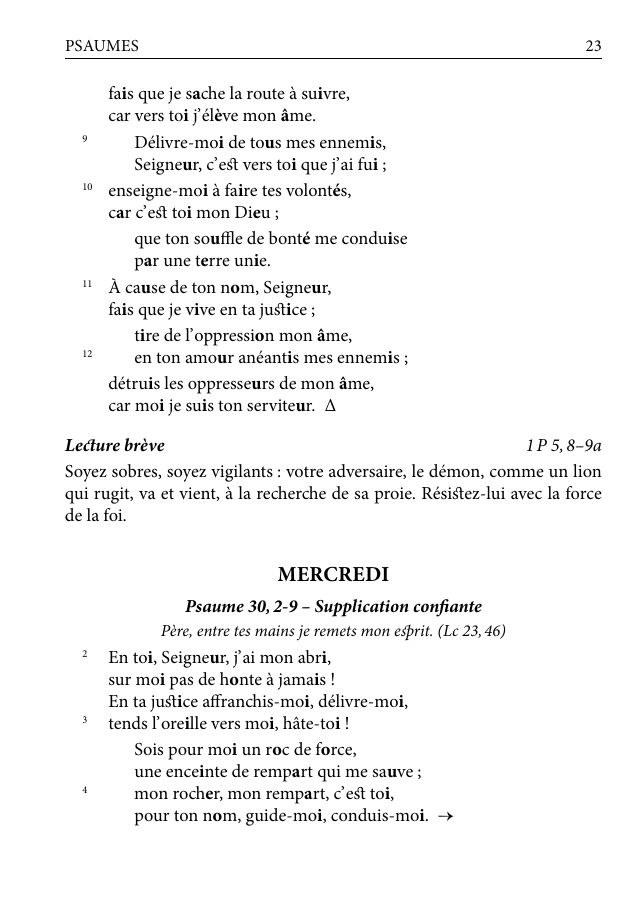 PSAUMES 23
fais que je sache la route à suivre,
car vers toi j'élève mon âme.
9 Délivre-moi de tous mes ennemis,
Seigneur, c'est vers toi que j'ai fui ;
10 enseigne-moi à faire tes volontés,
car c'est toi mon Dieu ;
que ton souffle de bonté me conduise
par une terre unie.
11 À cause de ton nom, Seigneur,
fais que je vive en ta justice ;
tire de l'oppression mon âme,
12 en ton amour anéantis mes ennemis ;
détruis les oppresseurs de mon âme,
car moi je suis ton serviteur. Δ
Lecture brève 1 P 5, 8–9a
Soyez sobres, soyez vigilants : votre adversaire, le démon, comme un lion
qui rugit, va et vient, à la recherche de sa proie. Résistez-lui avec la force
de la foi.
MERCREDI
Psaume 30, 2-9 – Supplication confiante
Père, entre tes mains je remets mon esprit. (Lc 23, 46)
2 En toi, Seigneur, j'ai mon abri,
sur moi pas de honte à jamais !
En ta justice affranchis-moi, délivre-moi,
3 tends l'oreille vers moi, hâte-toi !
Sois pour moi un roc de force,
une enceinte de rempart qui me sauve ;
4 mon rocher, mon rempart, c'est toi,
pour ton nom, guide-moi, conduis-moi. →